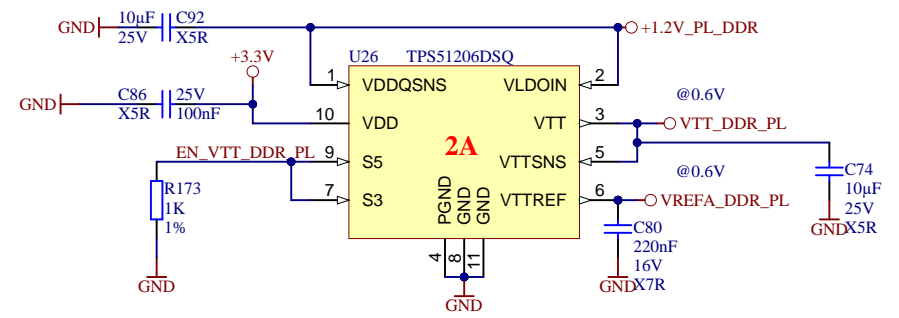 10µF C92
GND
25V X5R
+1.2V_PL_DDR
+3.3V
U26 TPS51206DSQ
1 VDDQSNS VLDOIN 2
C86 25V
GND
X5R 100nF
@0.6V
10 VDD VTT 3 VTT_DDR_PL
2A
EN_VTT_DDR_PL
9 S5 VTTSNS 5
@0.6V
C74
10µF
25V
X5R
GND
R173
1K
1%
7 S3 VTTREF 6 VREFA_DDR_PL
PGND GND GND
4 8 11
C80
220nF
16V
X7R
GND
GND
GND